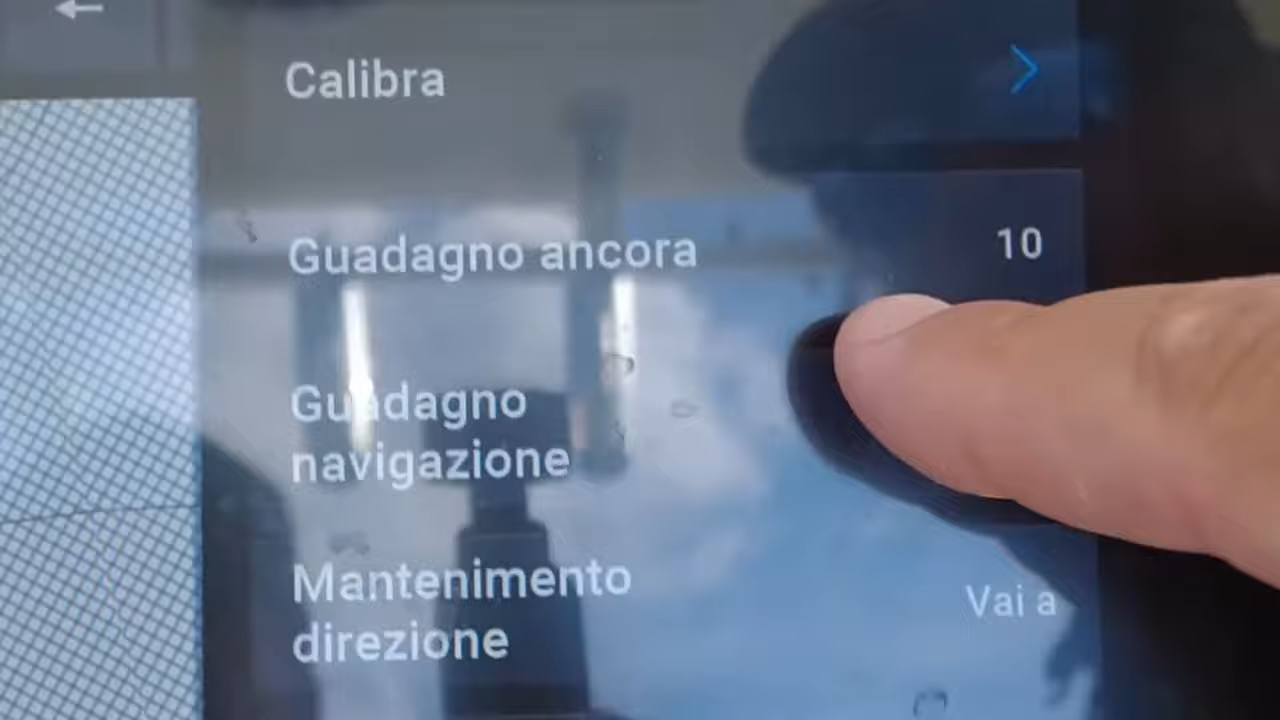 Calibra
Guadagno ancora
10
Guadagno
navigazione
Mantenimento
direzione
Vai a